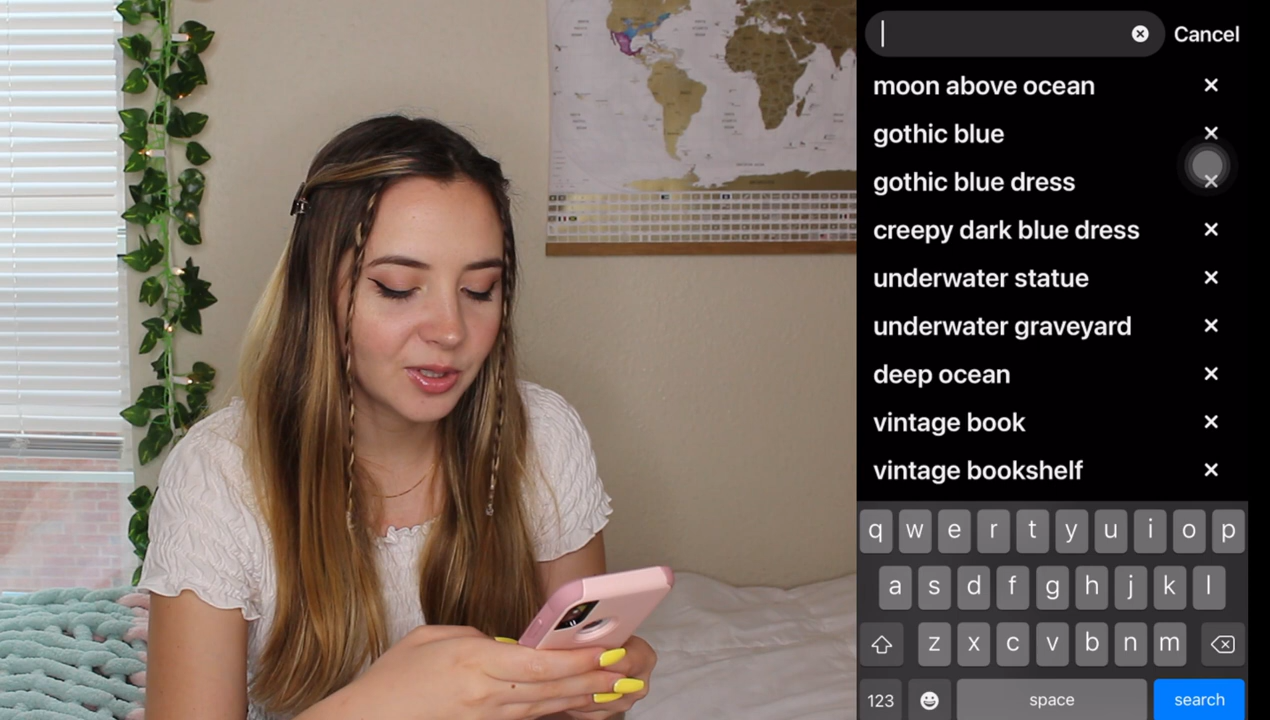 Cancel
moon above ocean
gothic blue
gothic blue dress
creepy dark blue dress
underwater statue
underwater graveyard
deep ocean
vintage book
vintage bookshelf
q w e r t y u i o p
a s d f g h j k l
z x c v b n m
123 space search